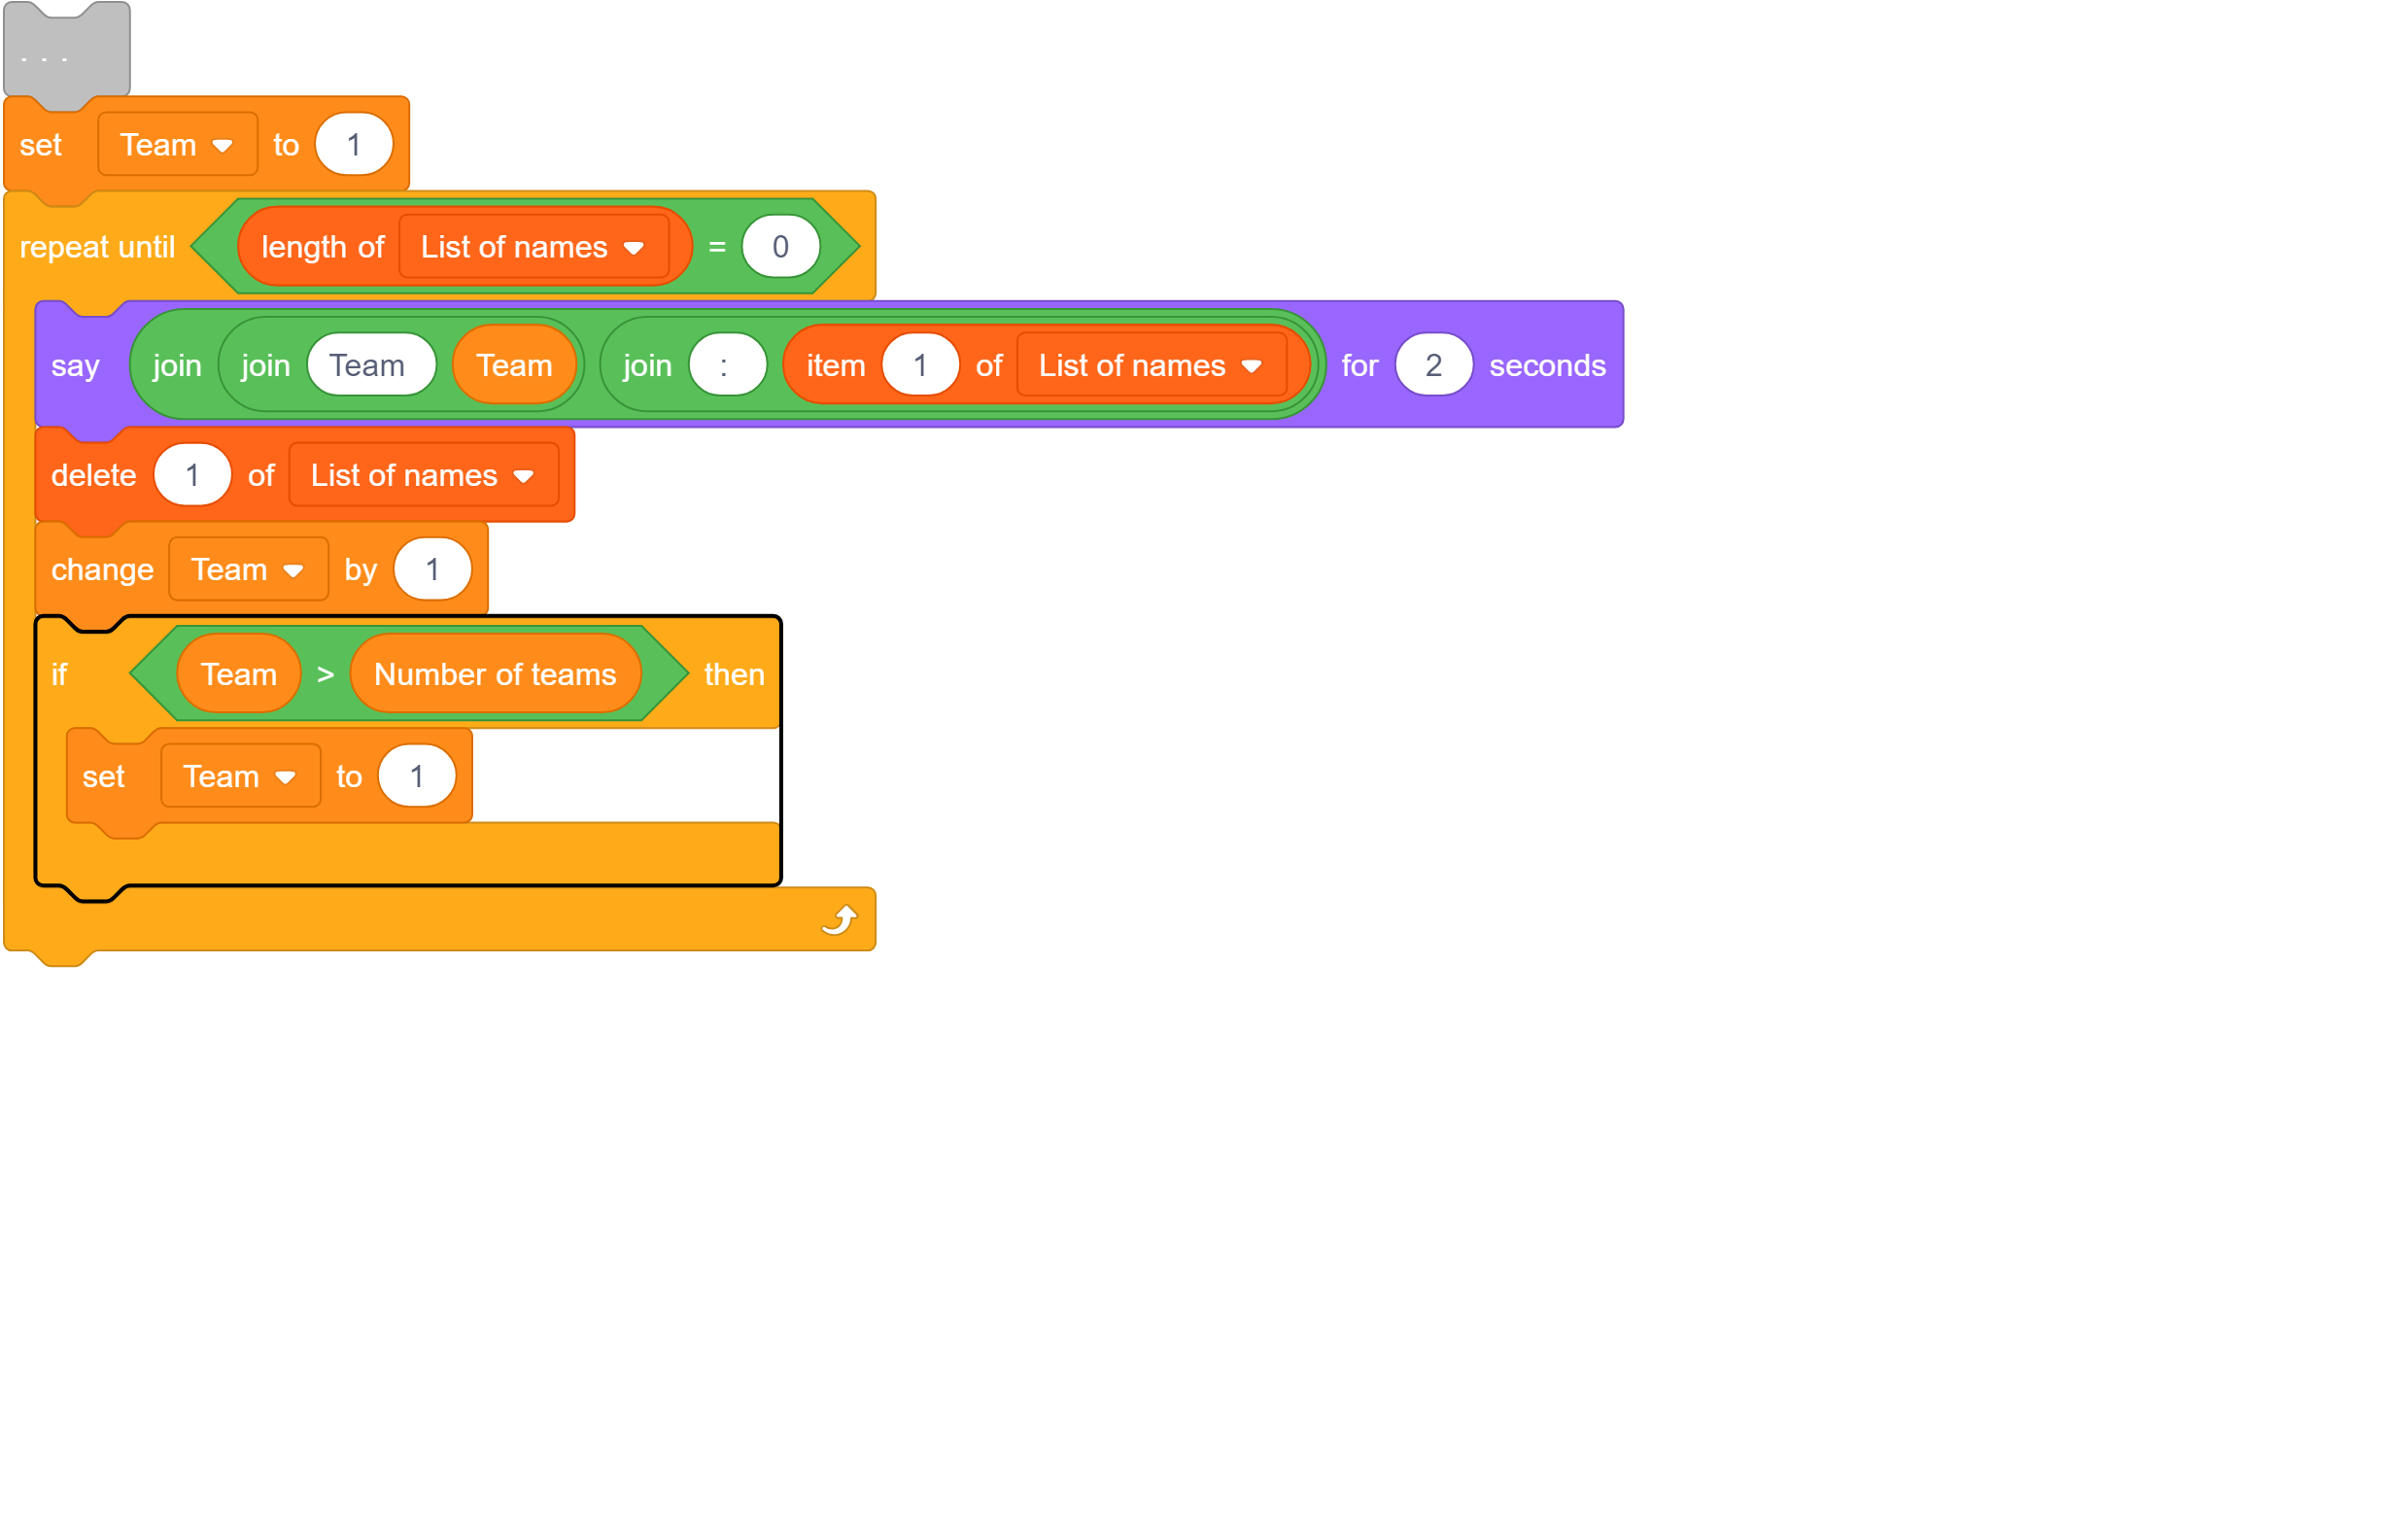 . . .
set Team to 1
repeat until length of List of names = 0
say join join Team Team join : item 1 of List of names for 2 seconds
delete 1 of List of names
change Team by 1
if Team > Number of teams then
set Team to 1